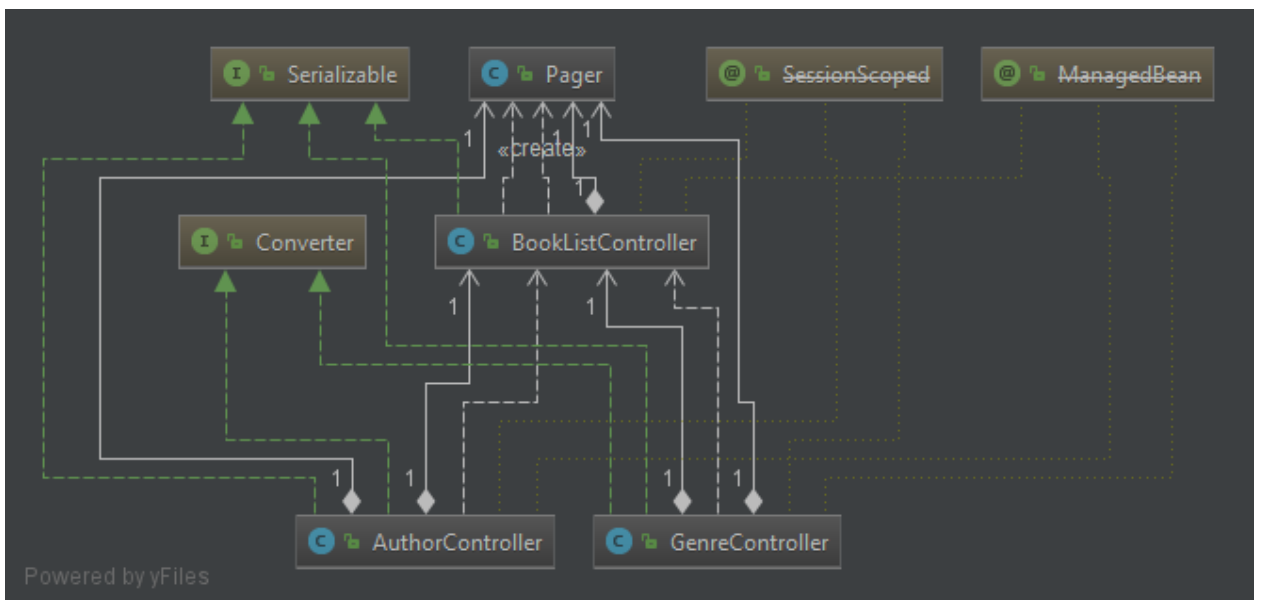 I Serializable
C Pager
@ SessionScoped
@ ManagedBean
1
1
1
«create»
1
I Converter
C BookListController
1
1
1
1
1
1
C AuthorController
C GenreController
Powered by yFiles